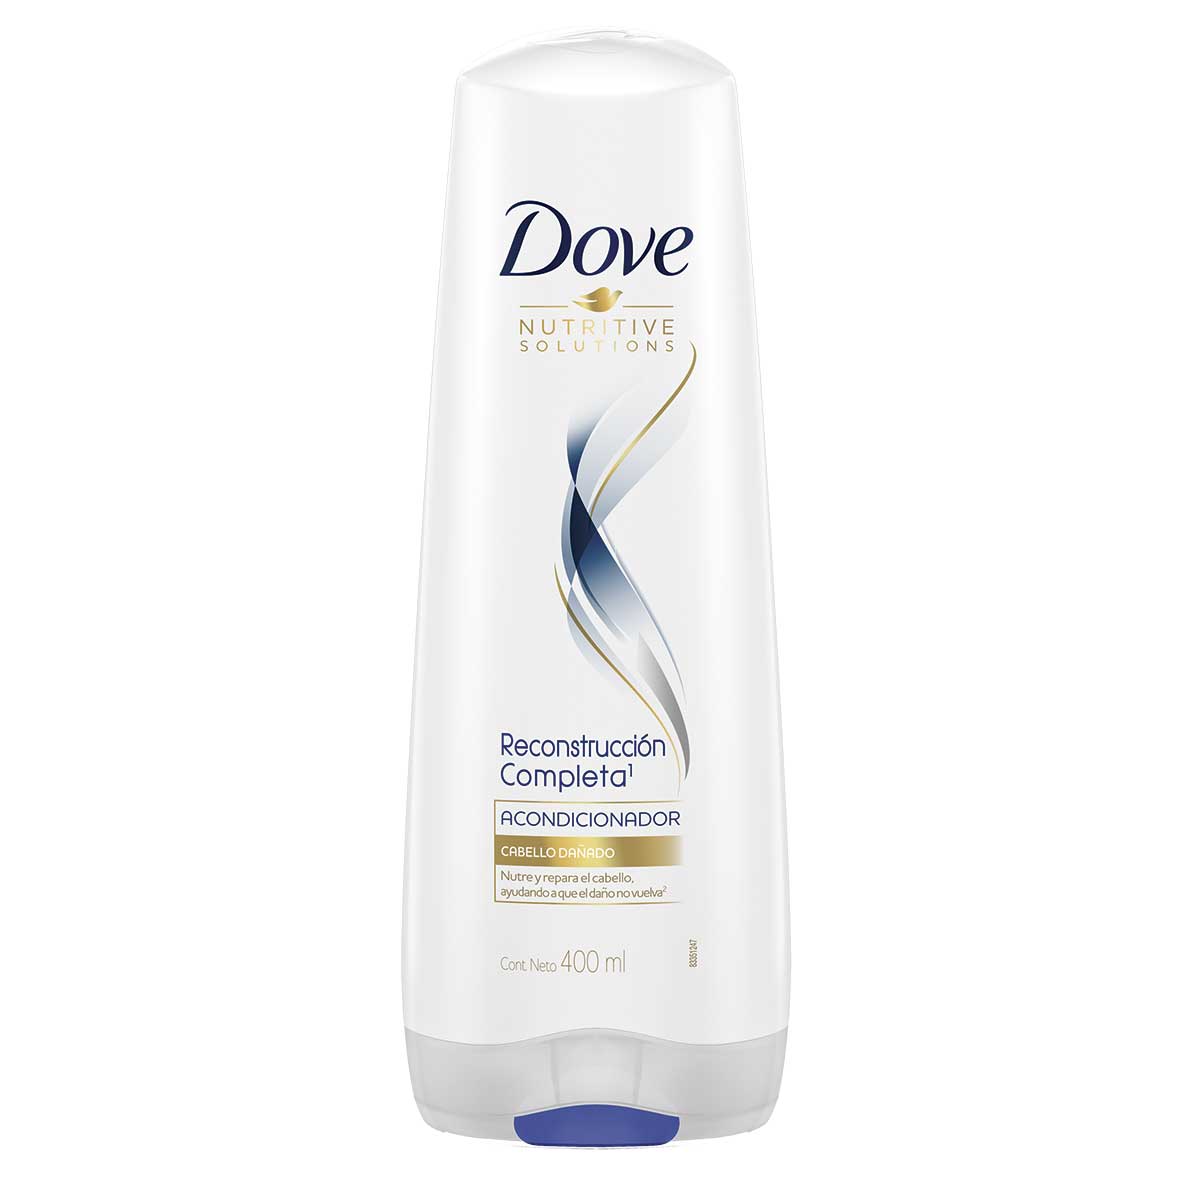 Dove
NUTRITIVE
SOLUTIONS
Reconstrucción
Completa¹
ACONDICIONADOR
CABELLO DAÑADO
Nutre y repara el cabello,
ayudando a que el daño no vuelva²
Cont. Neto 400 ml
83351247